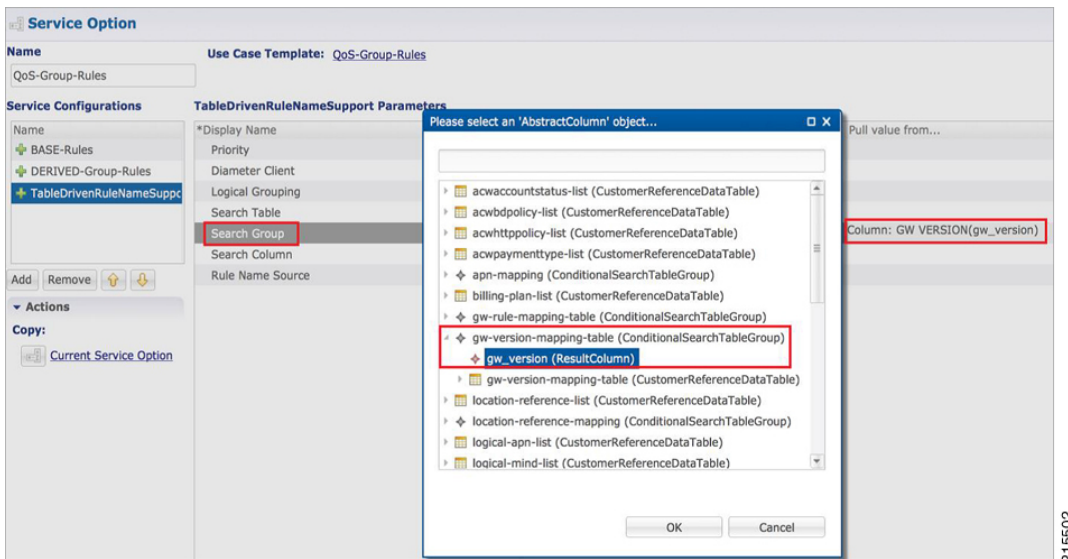 Service Option
Name
QoS-Group-Rules
Use Case Template: QoS-Group-Rules
Service Configurations
Name
BASE-Rules
DERIVED-Group-Rules
TableDrivenRuleNameSuppc
Add Remove
Actions
Copy:
Current Service Option
TableDrivenRuleNameSupport Parameters
*Display Name
Priority
Diameter Client
Logical Grouping
Search Table
Search Group
Search Column
Rule Name Source
Pull value from...
Column: GW VERSION(gw_version)
Please select an 'AbstractColumn' object...
acwaccountstatus-list (CustomerReferenceDataTable)
acwbdpolicy-list (CustomerReferenceDataTable)
acwhttppolicy-list (CustomerReferenceDataTable)
acwpaymenttype-list (CustomerReferenceDataTable)
apn-mapping (ConditionalSearchTableGroup)
billing-plan-list (CustomerReferenceDataTable)
gw-rule-mapping-table (ConditionalSearchTableGroup)
gw-version-mapping-table (ConditionalSearchTableGroup)
gw_version (ResultColumn)
gw-version-mapping-table (CustomerReferenceDataTable)
location-reference-list (CustomerReferenceDataTable)
location-reference-mapping (ConditionalSearchTableGroup)
logical-apn-list (CustomerReferenceDataTable)
logical-mind-list (CustomerReferenceDataTable)
OK Cancel